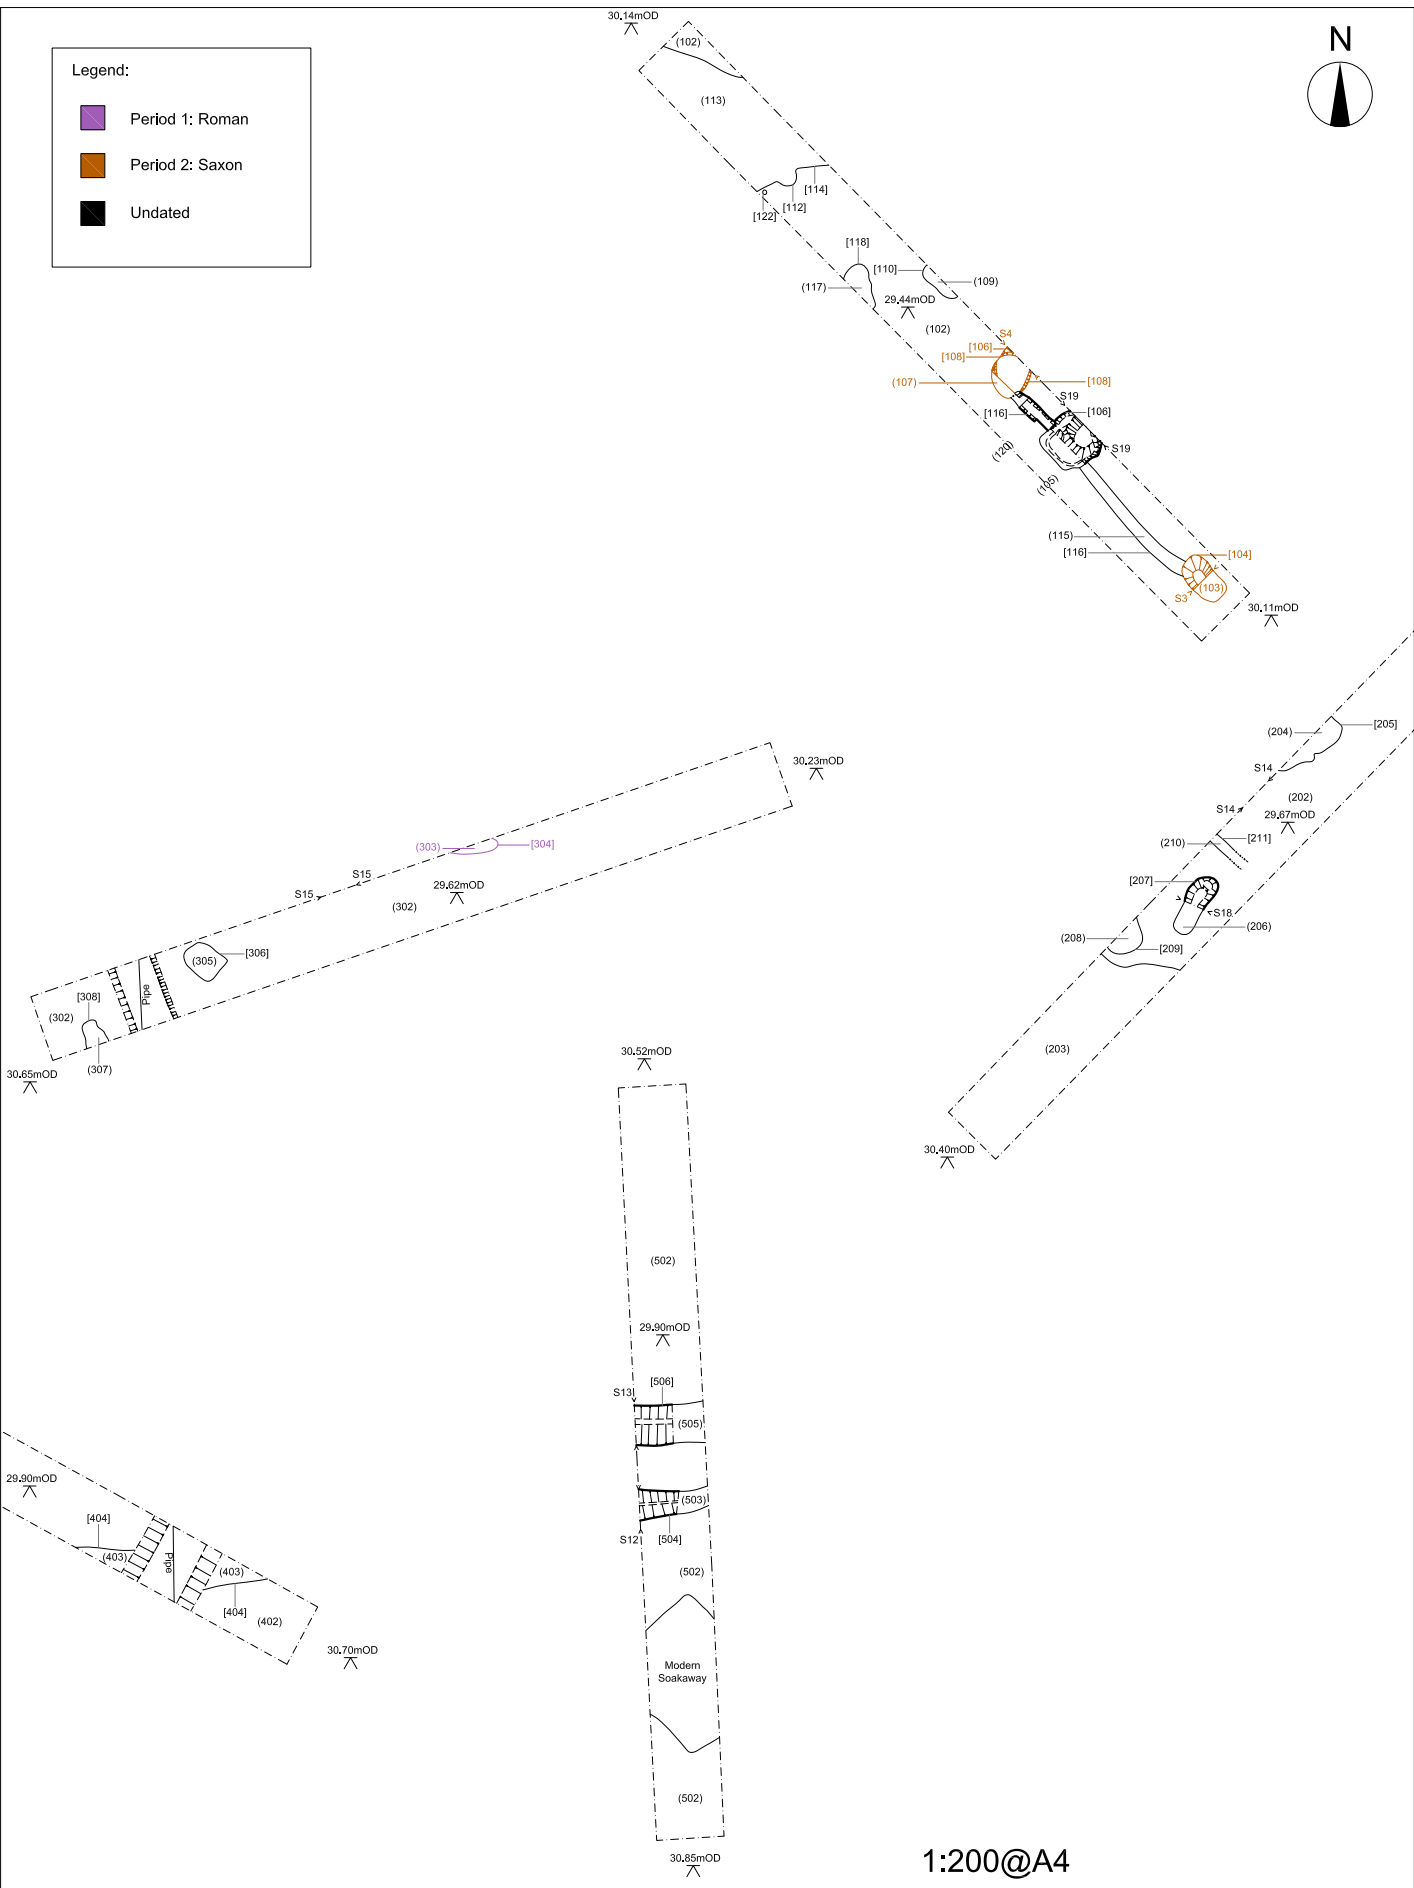 30.14mOD
N
Legend:
Period 1: Roman
Period 2: Saxon
Undated
(102)
(113)
[114]
[112]
[122]
[118]
[110]
(109)
(117)
29.44mOD
(102)
S4
[106]
[108]
(107)
[108]
S19
[106]
[116]
S19
(120)
(105)
(115)
[116]
[104]
(103)
S3
30.11mOD
(204)
[205]
S14
(202)
S14
29.67mOD
[211]
(210)
[207]
S18
(206)
(208)
[209]
(203)
30.40mOD
30.23mOD
(303)
[304]
S15
S15
29.62mOD
(302)
[306]
(305)
Pipe
[308]
(302)
(307)
30.65mOD
30.52mOD
(502)
29.90mOD
[506]
S13
(505)
(503)
S12
[504]
(502)
Modern
Soakaway
(502)
30.85mOD
29.90mOD
[404]
(403)
Pipe
(403)
[404]
(402)
30.70mOD
1:200@A4